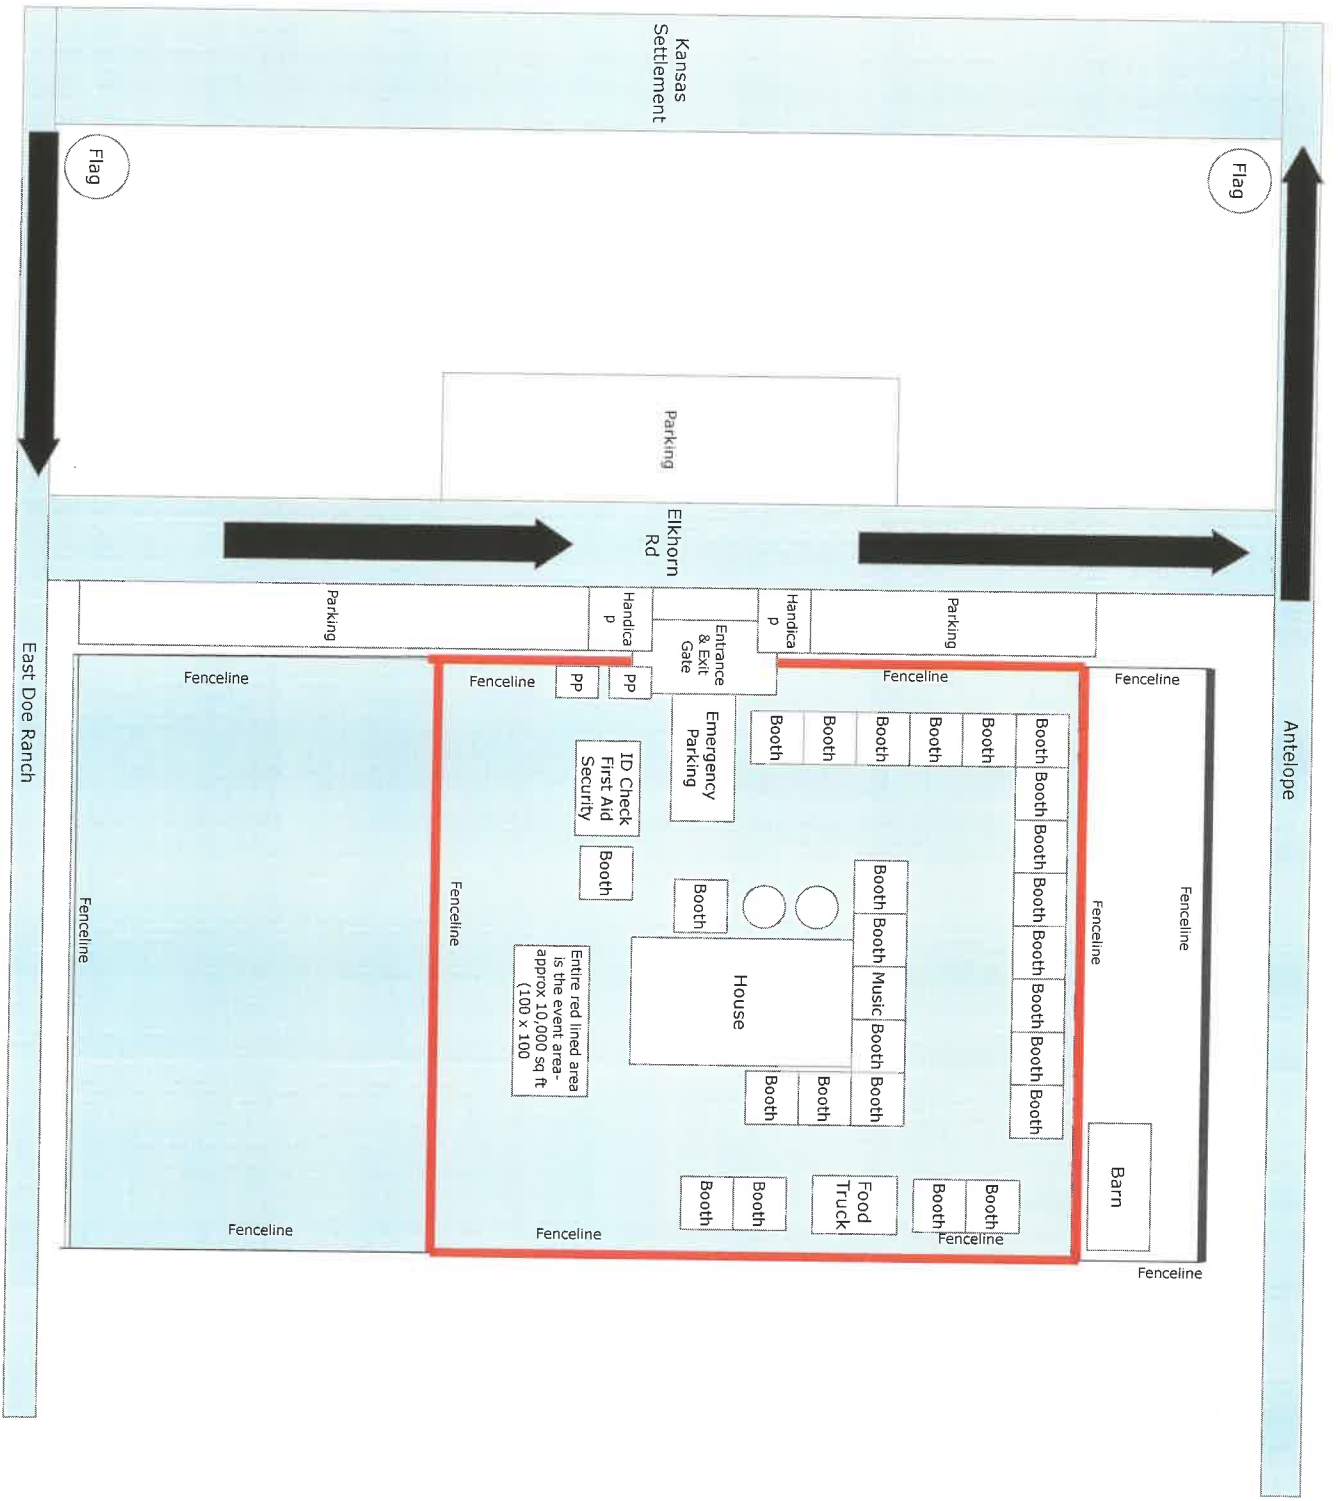 Kansas
Settlement
Flag
Flag
Parking
Elkhorn
Rd
Parking
Handica
p
Entrance
& Exit
Gate
Handica
p
Parking
East Doe Ranch
Antelope
Fenceline
Fenceline
PP
PP
Fenceline
Fenceline
Emergency
Parking
Booth
Booth
Booth
Booth
Booth
Booth
Booth
Booth
Booth
Booth
Booth
Booth
Booth
ID Check
First Aid
Security
Booth
Booth
Booth
Booth
Music
Booth
Booth
Booth
Booth
House
Fenceline
Fenceline
Fenceline
Fenceline
Entire red lined area
is the event area-
approx 10,000 sq ft
(100 x 100
Booth
Booth
Food
Truck
Booth
Booth
Barn
Fenceline
Fenceline
Fenceline
Fenceline